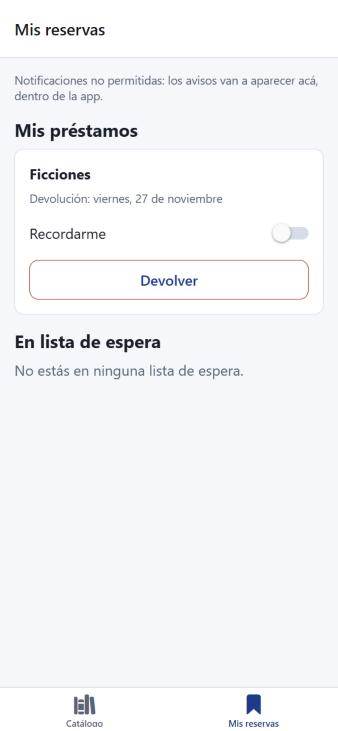 Mis reservas
Notificaciones no permitidas: los avisos van a aparecer acá,
dentro de la app.
Mis préstamos
Ficciones
Devolución: viernes, 27 de noviembre
Recordarme
Devolver
En lista de espera
No estás en ninguna lista de espera.
Catálogo
Mis reservas